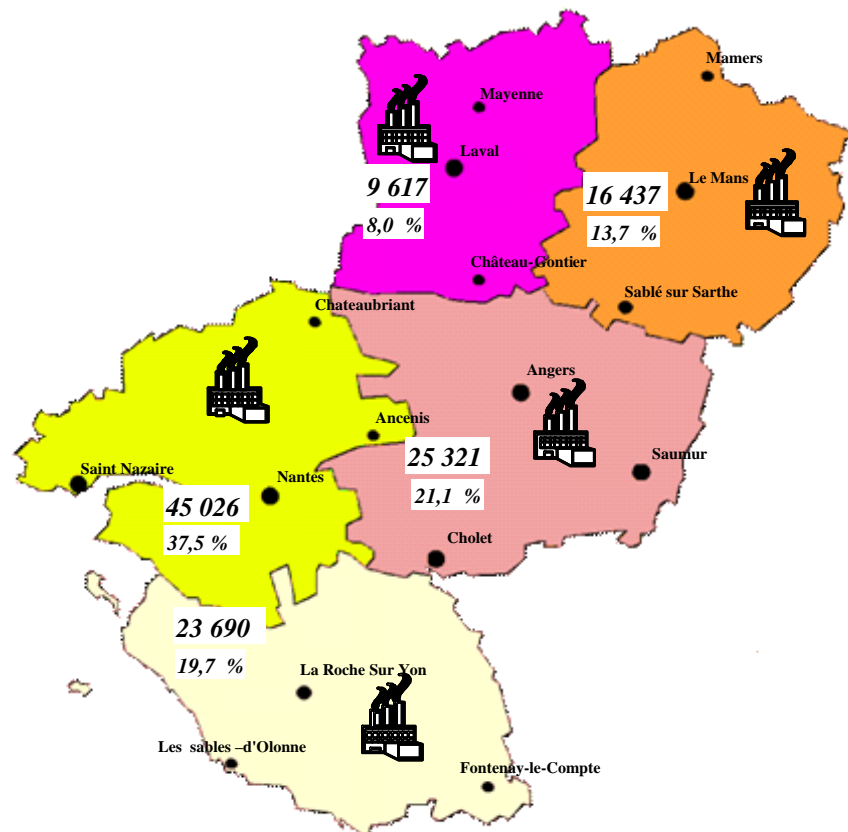 Mamers
Mayenne
Laval
9 617
8,0 %
Le Mans
16 437
13,7 %
Château-Gontier
Sablé sur Sarthe
Chateaubriant
Angers
Ancenis
25 321
21,1 %
Saumur
Saint Nazaire
Nantes
45 026
37,5 %
Cholet
23 690
19,7 %
La Roche Sur Yon
Les sables –d'Olonne
Fontenay-le-Compte